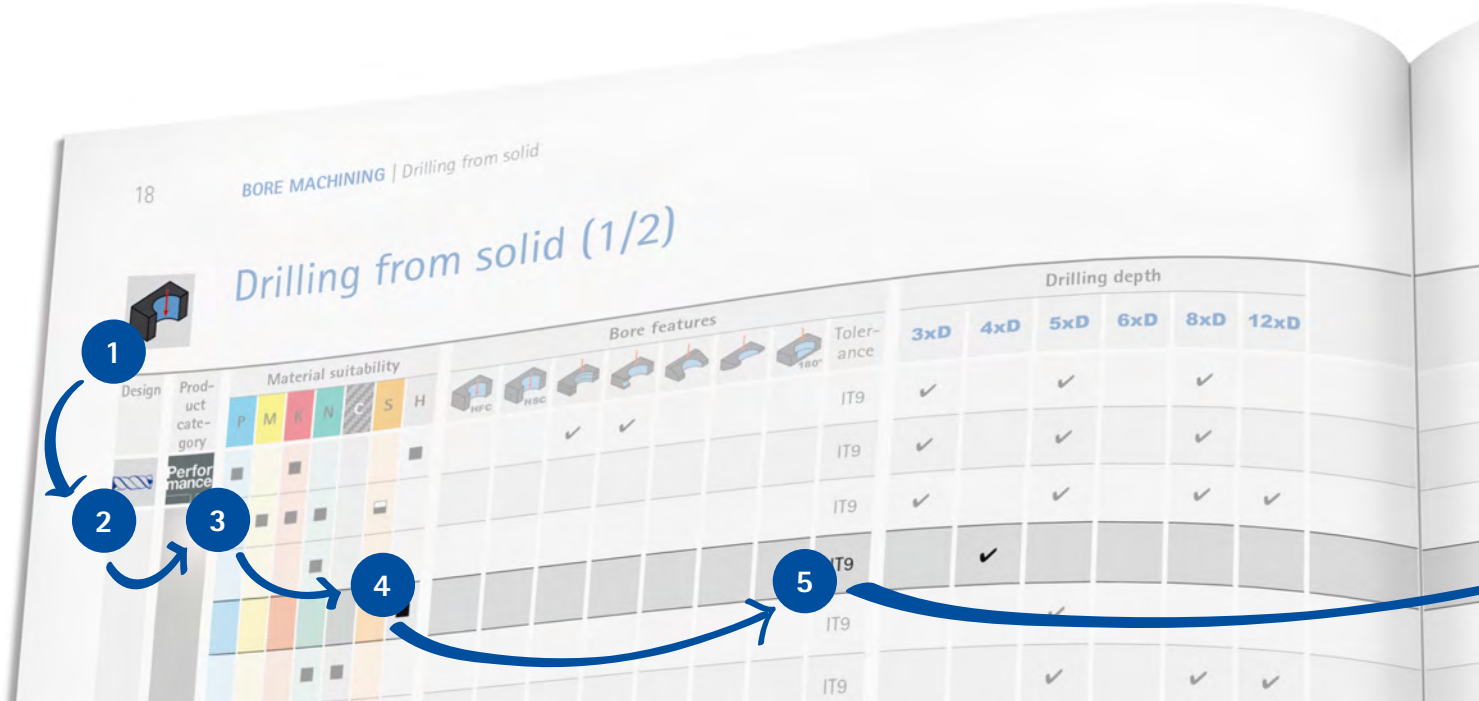 18 BORE MACHINING | Drilling from solid
Drilling from solid (1/2)
1
Design
Prod-
uct
cate-
gory
Material suitability
P M K N C S H
Bore features
HFC HSC 180°
Toler-
ance
Drilling depth
3xD 4xD 5xD 6xD 8xD 12xD
IT9 ✔ ✔ ✔
✔ ✔
Perfor
mance
IT9 ✔ ✔ ✔
2
3
IT9 ✔ ✔ ✔ ✔
4
5
IT9 ✔
IT9
IT9 ✔ ✔ ✔